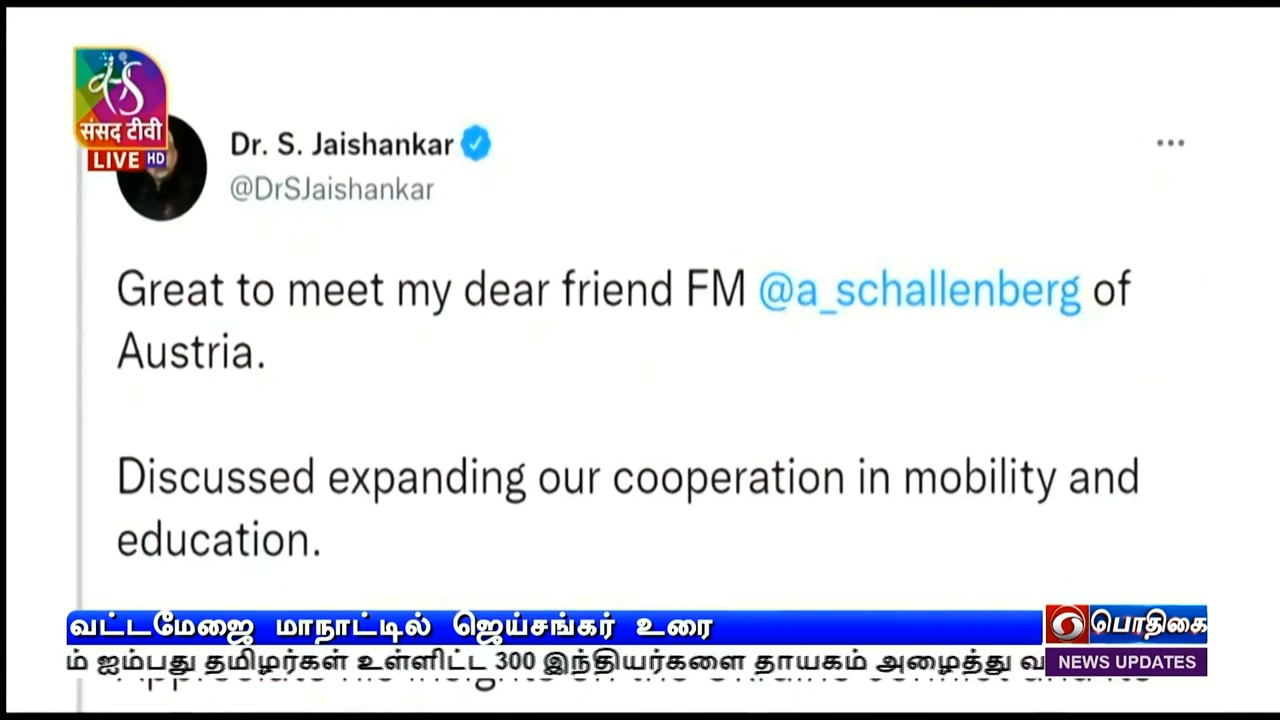 संसद टीवी
LIVE HD
Dr. S. Jaishankar
@DrSJaishankar
Great to meet my dear friend FM @a_schallenberg of
Austria.
Discussed expanding our cooperation in mobility and
education.
வட்டமேஜை மாநாட்டில் ஜெய்சங்கர் உரை
பொதிகை
ம் ஐம்பது தமிழர்கள் உள்ளிட்ட 300 இந்தியர்களை தாயகம் அழைத்து வ
NEWS UPDATES